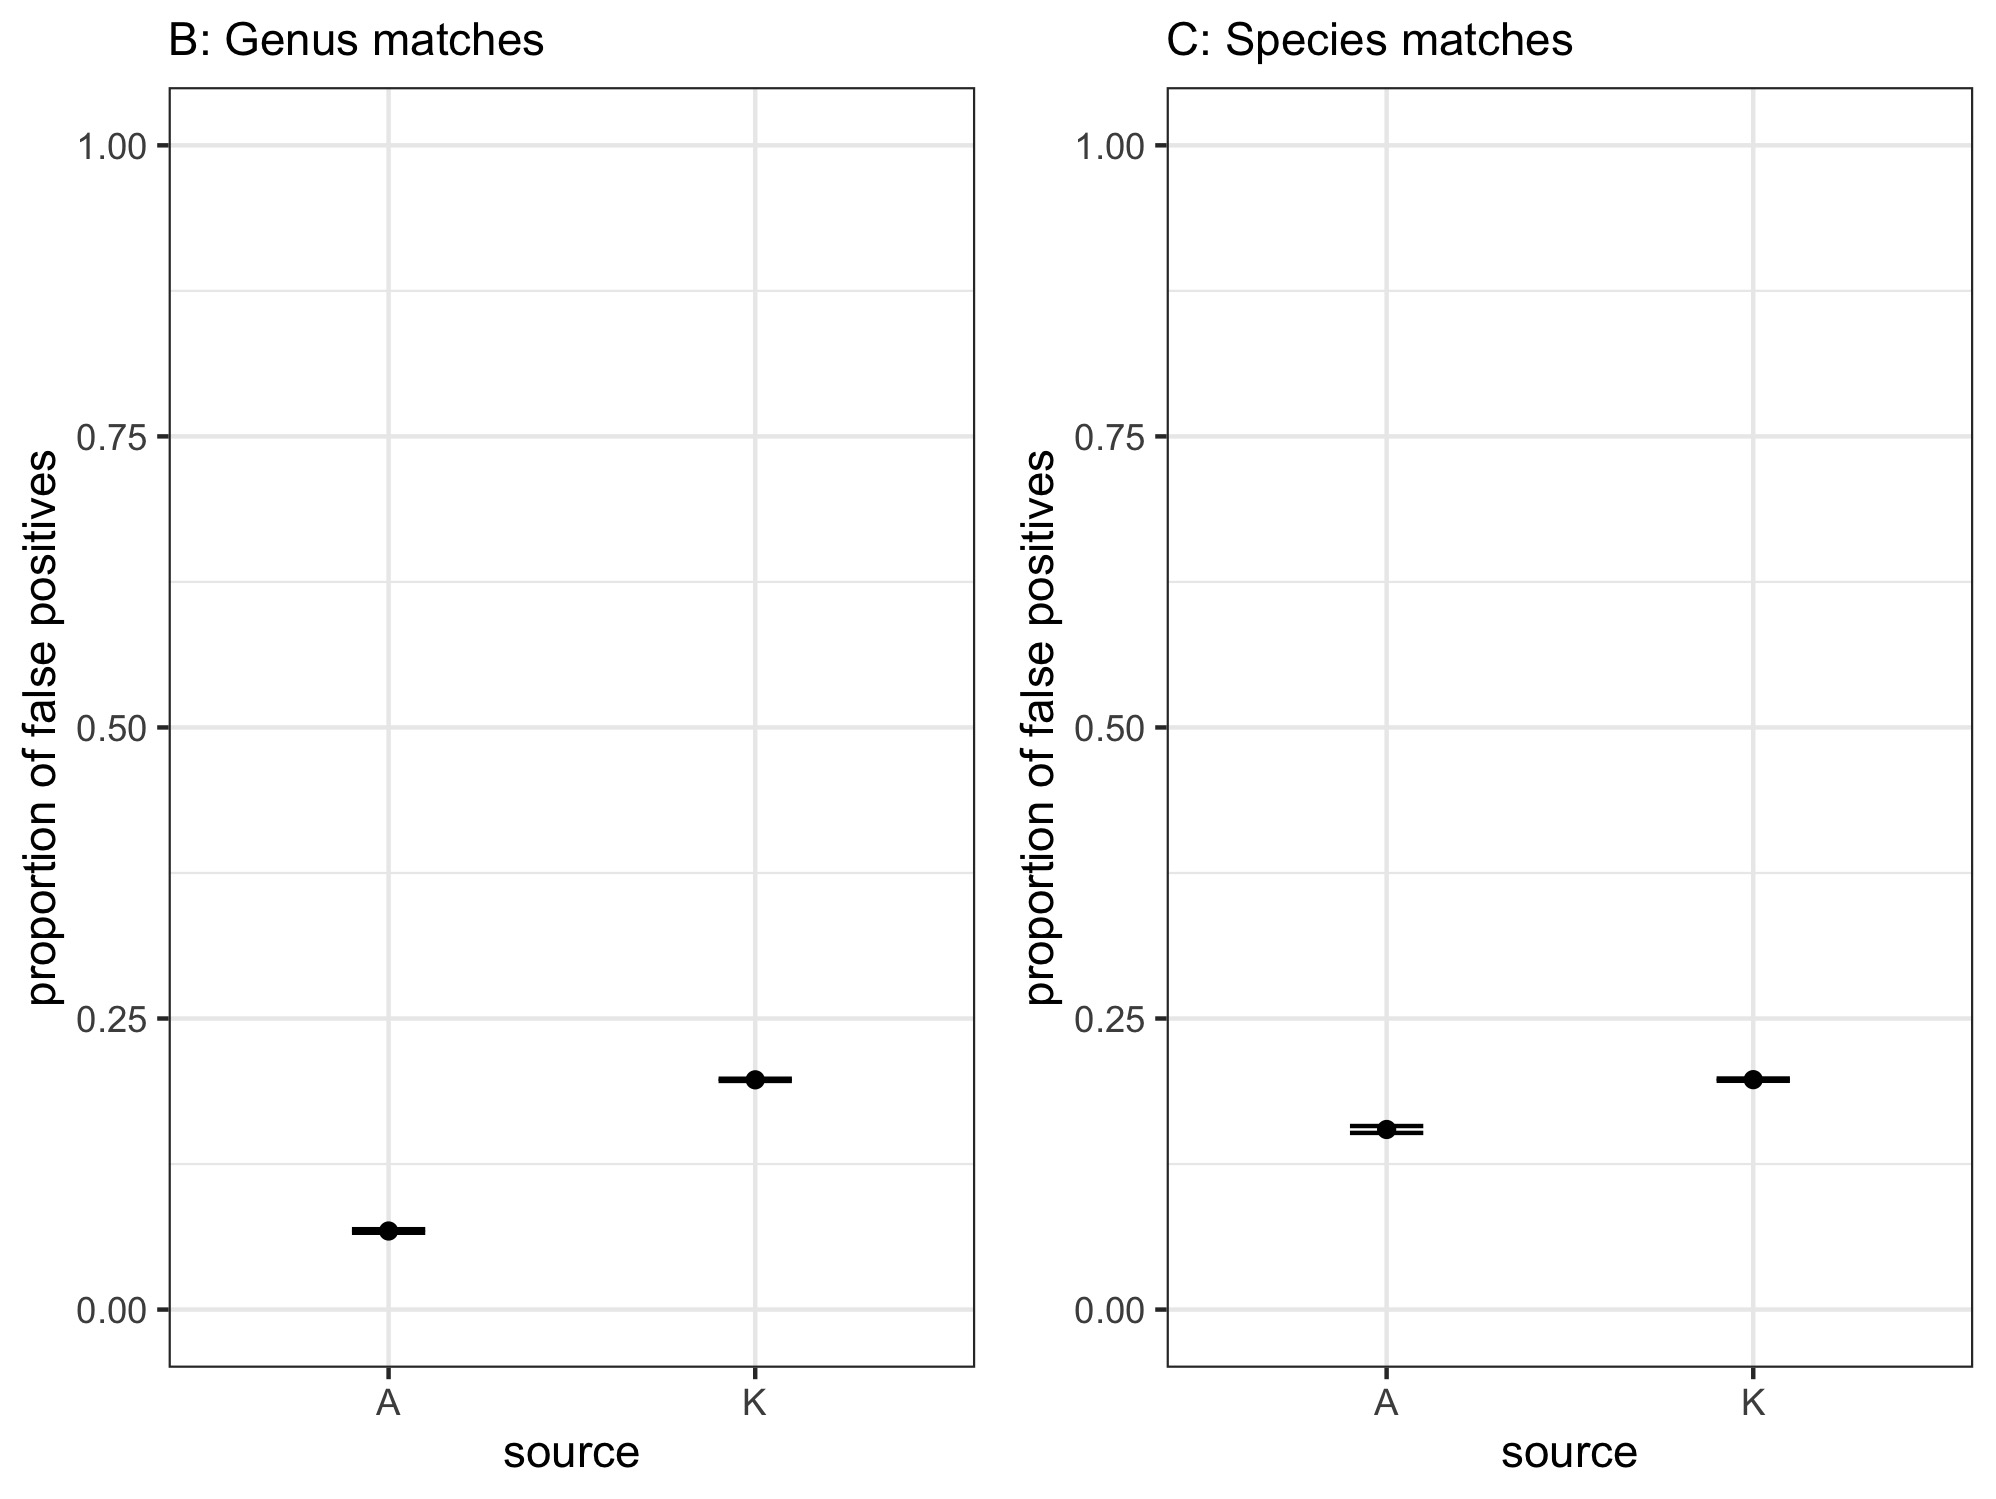 B: Genus matches
proportion of false positives
1.00
0.75
0.50
0.25
0.00
A K
source
C: Species matches
proportion of false positives
1.00
0.75
0.50
0.25
0.00
A K
source